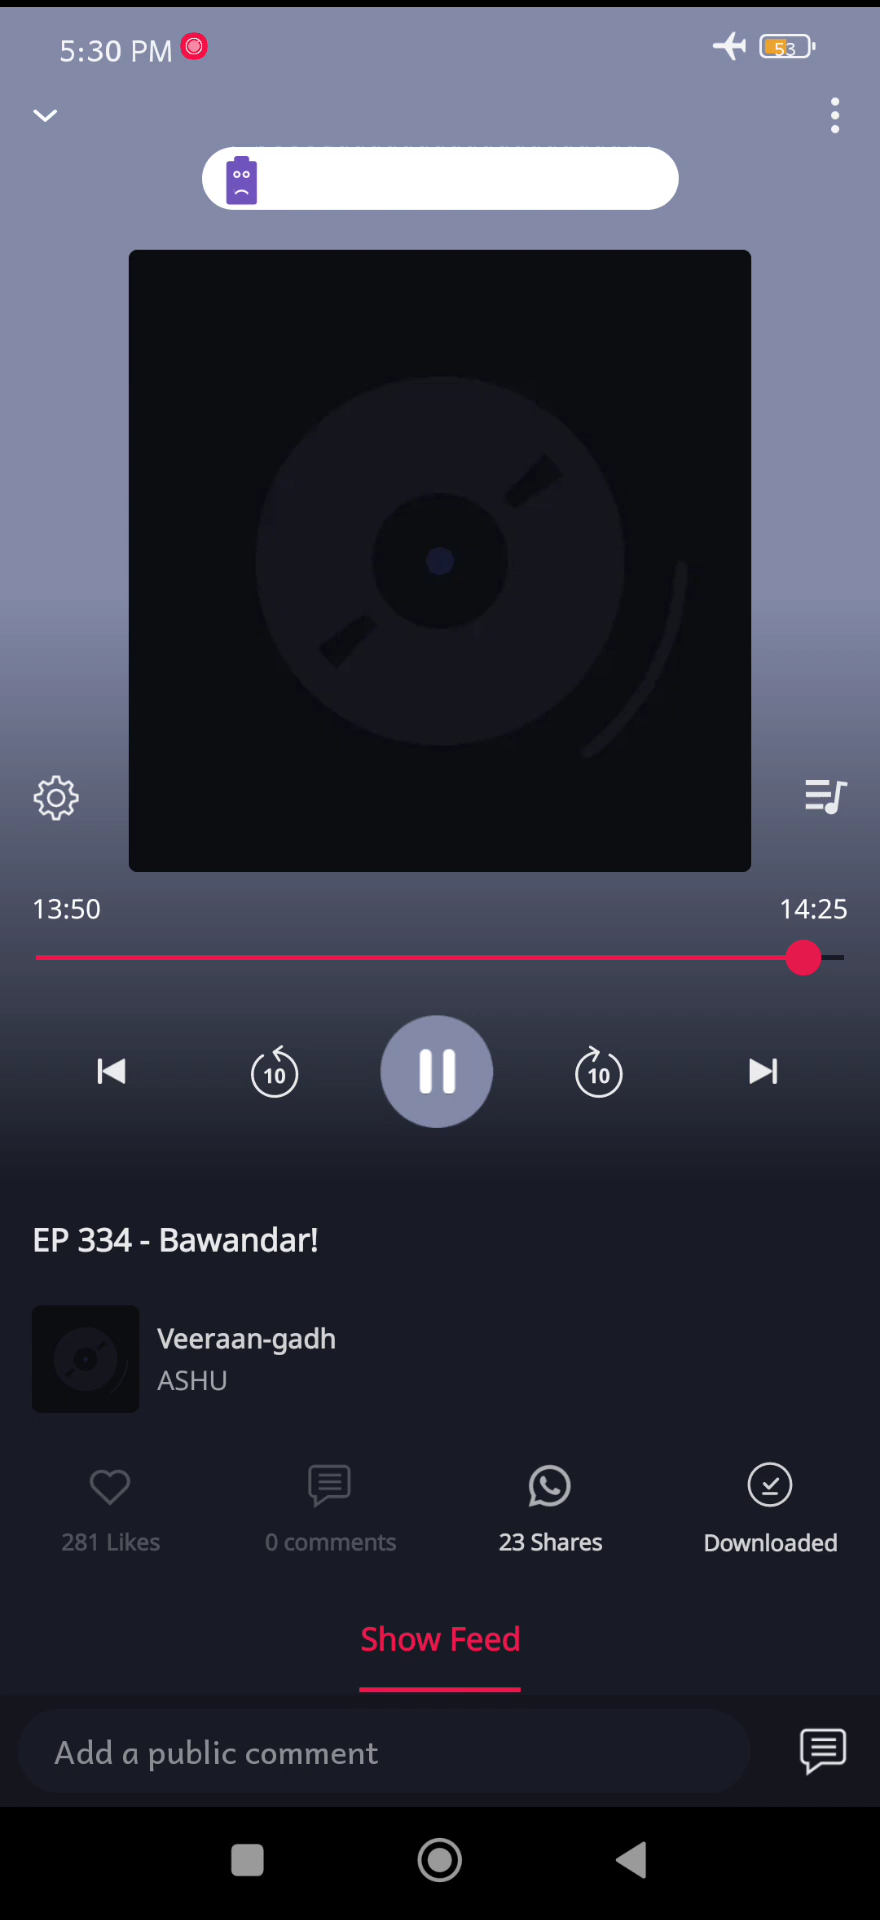 5:30 PM
53
13:50
14:25
10
10
EP 334 - Bawandar!
Veeraan-gadh
ASHU
281 Likes
0 comments
23 Shares
Downloaded
Show Feed
Add a public comment